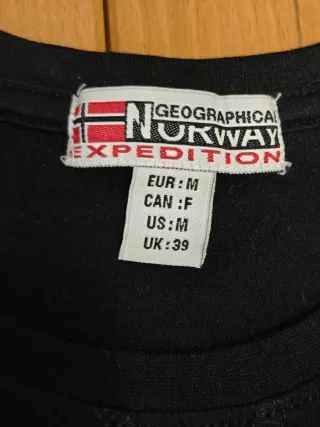 GEOGRAPHICAL
NORWAY
EXPEDITION
EUR : M
CAN : F
US : M
UK : 39